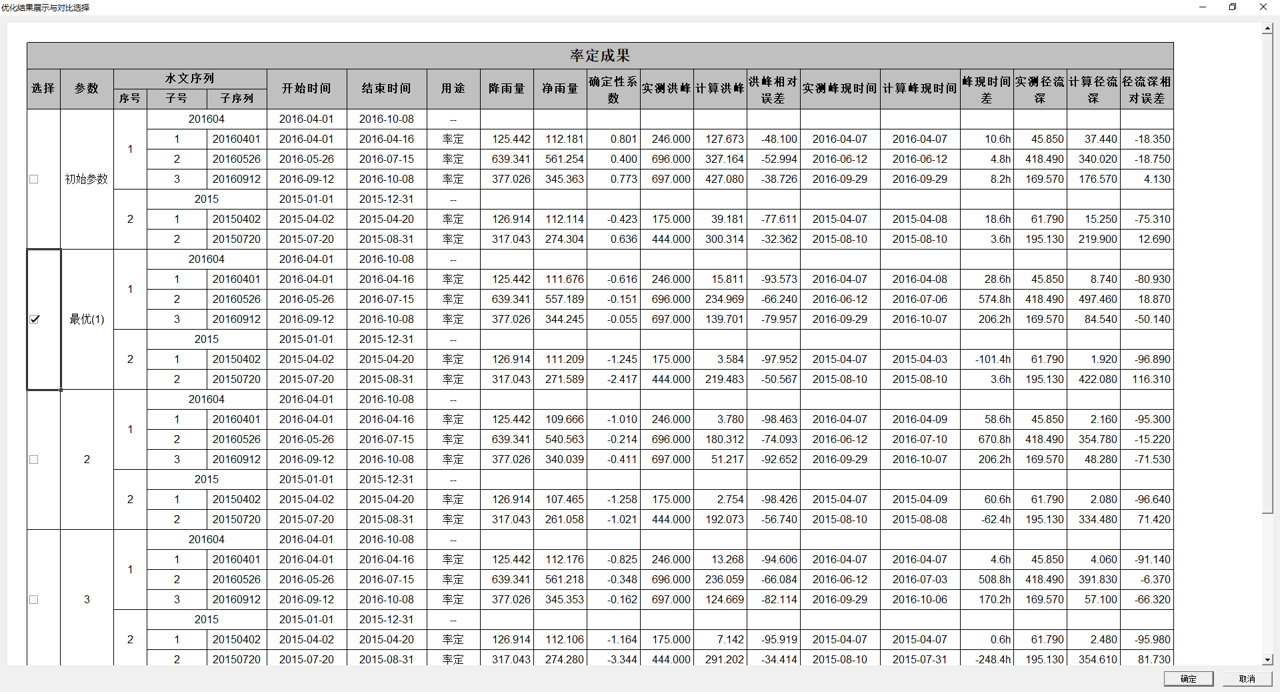 优化结果展示与对比选择
率定成果
选择 参数 水文序列 开始时间 结束时间 用途 降雨量 净雨量 确定性系数 实测洪峰 计算洪峰 洪峰相对误差 实测峰现时间 计算峰现时间 峰现时间差 实测径流深 计算径流深 径流深相对误差
序号 子号 子序列
初始参数
1
201604 2016-04-01 2016-10-08 --
1 20160401 2016-04-01 2016-04-16 率定 125.442 112.181 0.801 246.000 127.673 -48.100 2016-04-07 2016-04-07 10.6h 45.850 37.440 -18.350
2 20160526 2016-05-26 2016-07-15 率定 639.341 561.254 0.400 696.000 327.164 -52.994 2016-06-12 2016-06-12 4.8h 418.490 340.020 -18.750
3 20160912 2016-09-12 2016-10-08 率定 377.026 345.363 0.773 697.000 427.080 -38.726 2016-09-29 2016-09-29 8.2h 169.570 176.570 4.130
2
2015 2015-01-01 2015-12-31 --
1 20150402 2015-04-02 2015-04-20 率定 126.914 112.114 -0.423 175.000 39.181 -77.611 2015-04-07 2015-04-08 18.6h 61.790 15.250 -75.310
2 20150720 2015-07-20 2015-08-31 率定 317.043 274.304 0.636 444.000 300.314 -32.362 2015-08-10 2015-08-10 3.6h 195.130 219.900 12.690
最优(1)
1
201604 2016-04-01 2016-10-08 --
1 20160401 2016-04-01 2016-04-16 率定 125.442 111.676 -0.616 246.000 15.811 -93.573 2016-04-07 2016-04-08 28.6h 45.850 8.740 -80.930
2 20160526 2016-05-26 2016-07-15 率定 639.341 557.189 -0.151 696.000 234.969 -66.240 2016-06-12 2016-07-06 574.8h 418.490 497.460 18.870
3 20160912 2016-09-12 2016-10-08 率定 377.026 344.245 -0.055 697.000 139.701 -79.957 2016-09-29 2016-10-07 206.2h 169.570 84.540 -50.140
2
2015 2015-01-01 2015-12-31 --
1 20150402 2015-04-02 2015-04-20 率定 126.914 111.209 -1.245 175.000 3.584 -97.952 2015-04-07 2015-04-03 -101.4h 61.790 1.920 -96.890
2 20150720 2015-07-20 2015-08-31 率定 317.043 271.589 -2.417 444.000 219.483 -50.567 2015-08-10 2015-08-10 3.6h 195.130 422.080 116.310
2
1
201604 2016-04-01 2016-10-08 --
1 20160401 2016-04-01 2016-04-16 率定 125.442 109.666 -1.010 246.000 3.780 -98.463 2016-04-07 2016-04-09 58.6h 45.850 2.160 -95.300
2 20160526 2016-05-26 2016-07-15 率定 639.341 540.563 -0.214 696.000 180.312 -74.093 2016-06-12 2016-07-10 670.8h 418.490 354.780 -15.220
3 20160912 2016-09-12 2016-10-08 率定 377.026 340.039 -0.411 697.000 51.217 -92.652 2016-09-29 2016-10-07 206.2h 169.570 48.280 -71.530
2
2015 2015-01-01 2015-12-31 --
1 20150402 2015-04-02 2015-04-20 率定 126.914 107.465 -1.258 175.000 2.754 -98.426 2015-04-07 2015-04-09 60.6h 61.790 2.080 -96.640
2 20150720 2015-07-20 2015-08-31 率定 317.043 261.058 -1.021 444.000 192.073 -56.740 2015-08-10 2015-08-08 -62.4h 195.130 334.480 71.420
3
1
201604 2016-04-01 2016-10-08 --
1 20160401 2016-04-01 2016-04-16 率定 125.442 112.176 -0.825 246.000 13.268 -94.606 2016-04-07 2016-04-07 4.6h 45.850 4.060 -91.140
2 20160526 2016-05-26 2016-07-15 率定 639.341 561.218 -0.348 696.000 236.059 -66.084 2016-06-12 2016-07-03 508.8h 418.490 391.830 -6.370
3 20160912 2016-09-12 2016-10-08 率定 377.026 345.353 -0.162 697.000 124.669 -82.114 2016-09-29 2016-10-06 170.2h 169.570 57.100 -66.320
2
2015 2015-01-01 2015-12-31 --
1 20150402 2015-04-02 2015-04-20 率定 126.914 112.106 -1.164 175.000 7.142 -95.919 2015-04-07 2015-04-07 0.6h 61.790 2.480 -95.980
2 20150720 2015-07-20 2015-08-31 率定 317.043 274.280 -3.344 444.000 291.202 -34.414 2015-08-10 2015-07-31 -248.4h 195.130 354.610 81.730
确定 取消